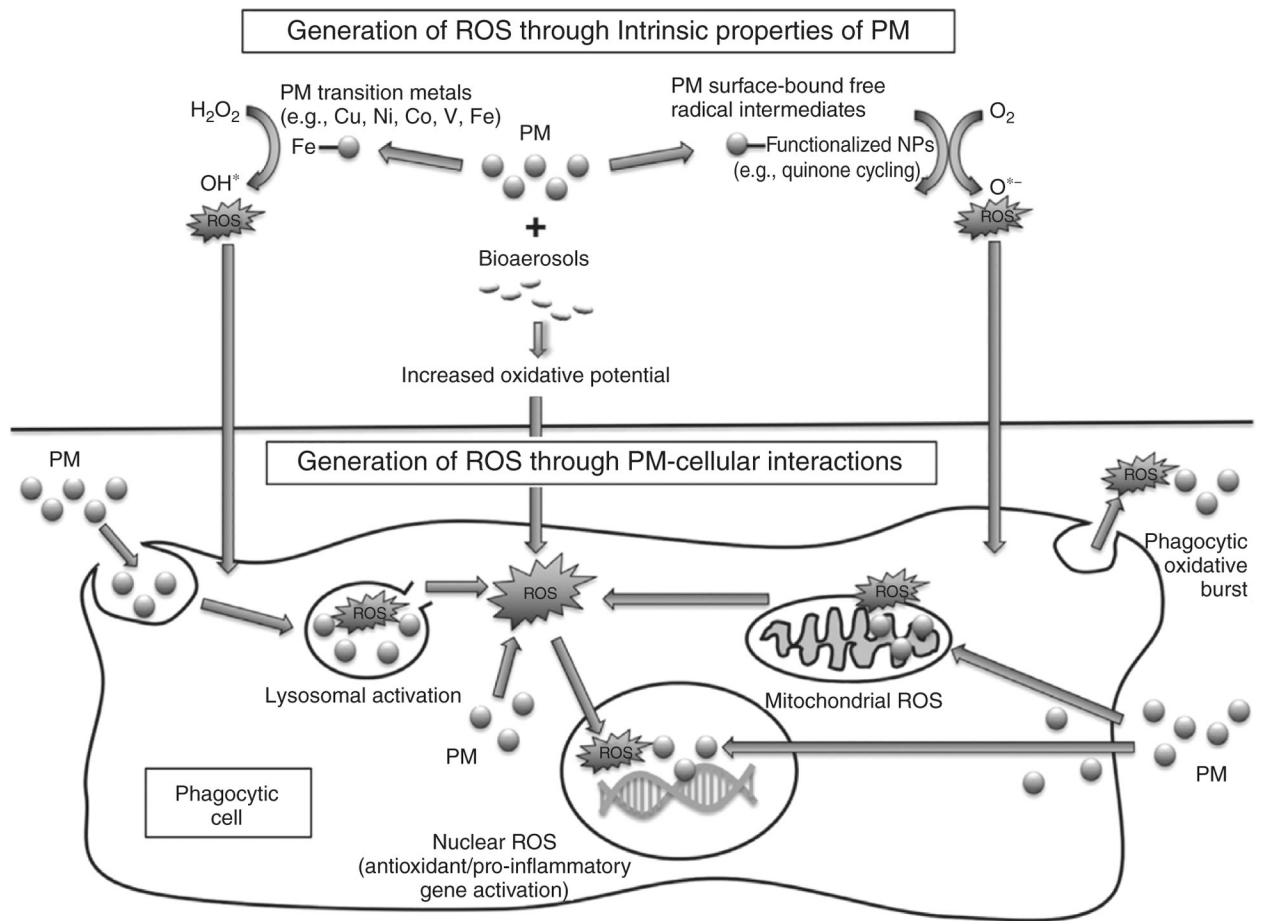 Generation of ROS through Intrinsic properties of PM
H₂O₂
PM transition metals
(e.g., Cu, Ni, Co, V, Fe)
Fe
OH*
ROS
PM
+
Bioaerosols
Increased oxidative potential
PM surface-bound free
radical intermediates
Functionalized NPs
(e.g., quinone cycling)
O₂
O*−
ROS
Generation of ROS through PM-cellular interactions
PM
ROS
Phagocytic
oxidative
burst
ROS
Lysosomal activation
ROS
ROS
Mitochondrial ROS
PM
ROS
PM
Phagocytic
cell
Nuclear ROS
(antioxidant/pro-inflammatory
gene activation)